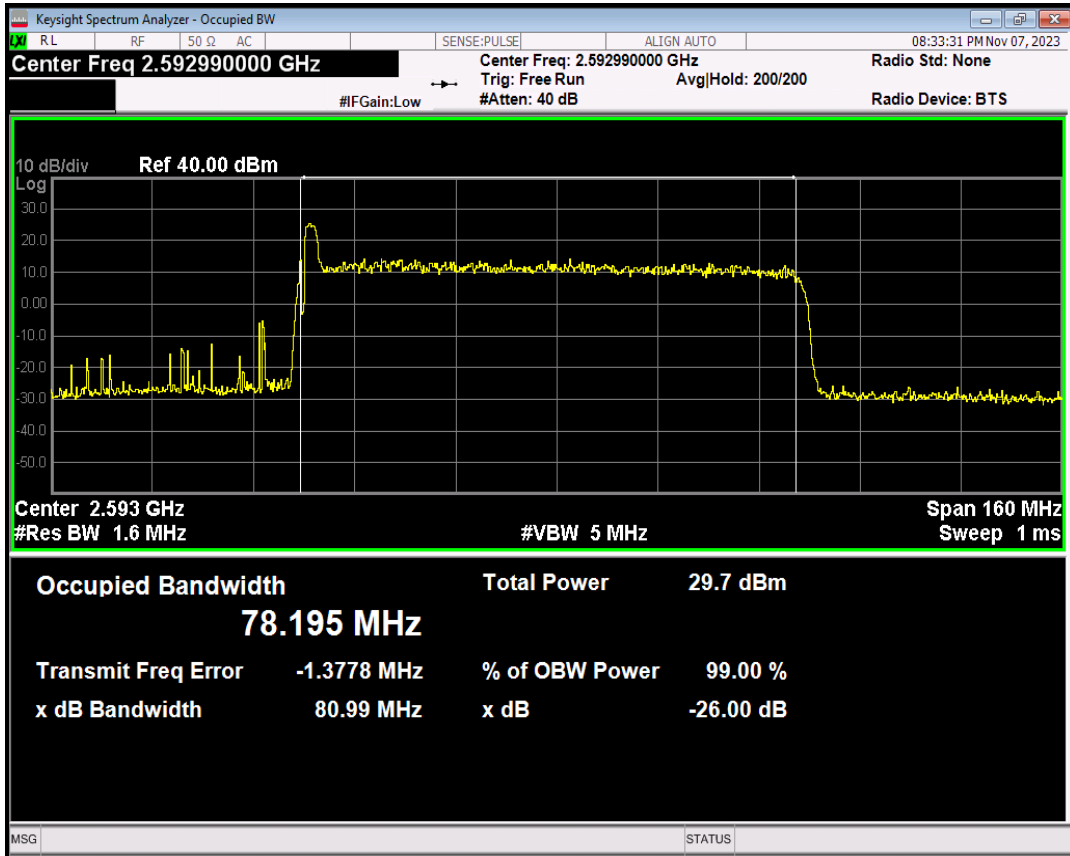 Keysight Spectrum Analyzer - Occupied BW
LXI RL RF 50 Ω AC SENSE:PULSE ALIGN AUTO 08:33:31 PM Nov 07, 2023
Center Freq 2.592990000 GHz Center Freq: 2.592990000 GHz Radio Std: None
Trig: Free Run Avg|Hold: 200/200
#IFGain:Low #Atten: 40 dB Radio Device: BTS
10 dB/div Ref 40.00 dBm
Log
30.0
20.0
10.0
0.00
-10.0
-20.0
-30.0
-40.0
-50.0
Center 2.593 GHz Span 160 MHz
#Res BW 1.6 MHz #VBW 5 MHz Sweep 1 ms
Occupied Bandwidth Total Power 29.7 dBm
78.195 MHz
Transmit Freq Error -1.3778 MHz % of OBW Power 99.00 %
x dB Bandwidth 80.99 MHz x dB -26.00 dB
MSG STATUS